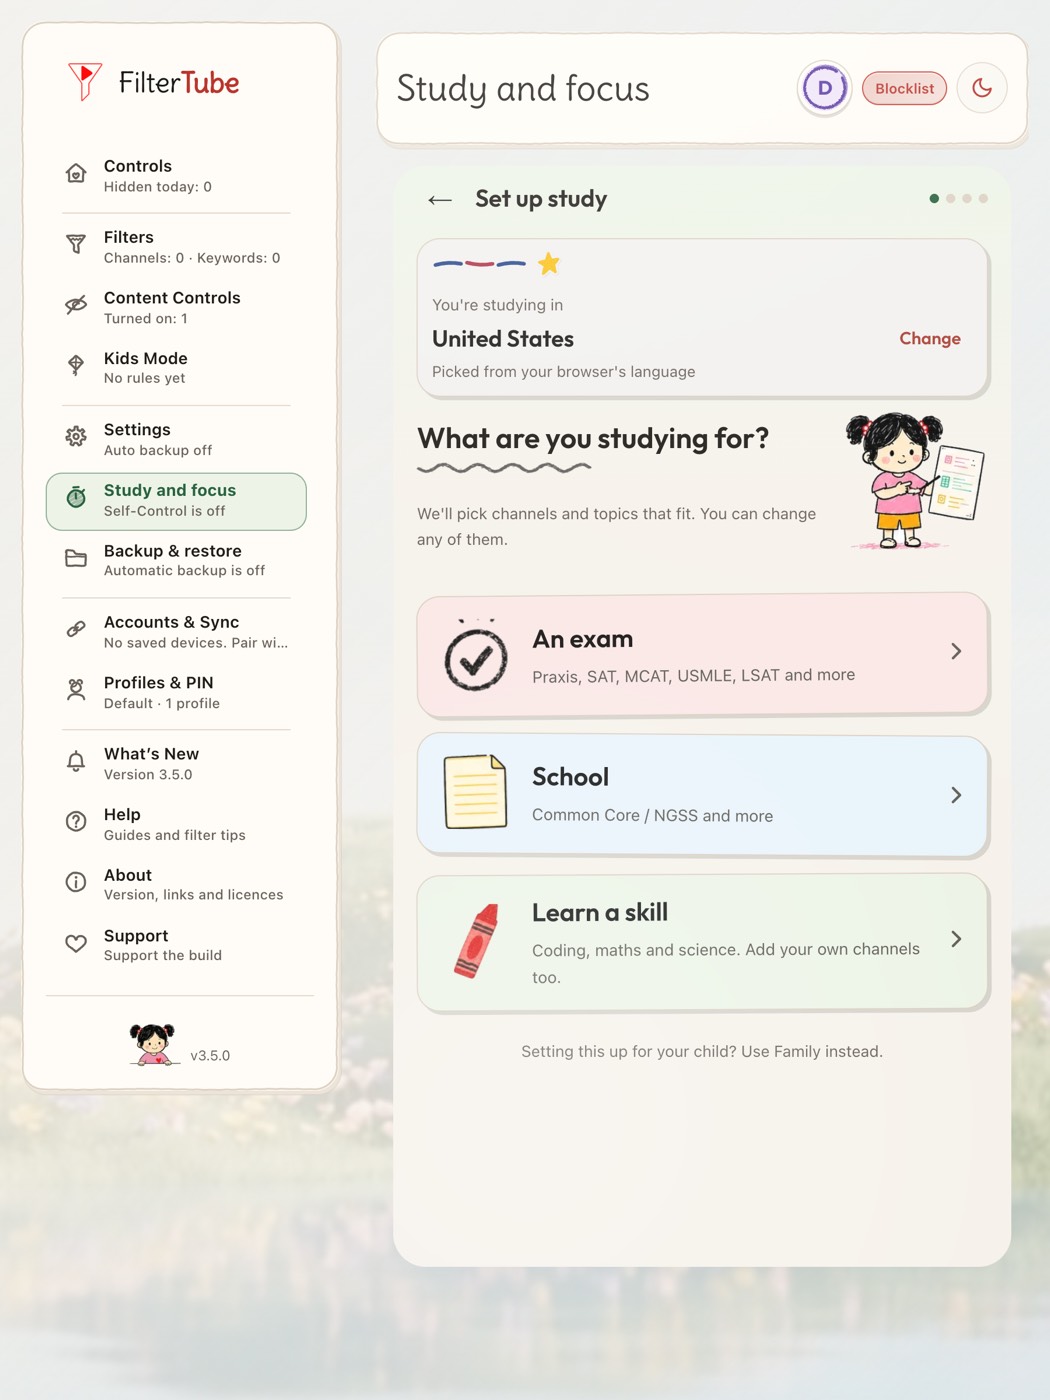 FilterTube
Controls
Hidden today: 0
Filters
Channels: 0 · Keywords: 0
Content Controls
Turned on: 1
Kids Mode
No rules yet
Settings
Auto backup off
Study and focus
Self-Control is off
Backup & restore
Automatic backup is off
Accounts & Sync
No saved devices. Pair wi...
Profiles & PIN
Default · 1 profile
What's New
Version 3.5.0
Help
Guides and filter tips
About
Version, links and licences
Support
Support the build
v3.5.0
Study and focus
D
Blocklist
Set up study
You're studying in
United States
Change
Picked from your browser's language
What are you studying for?
We'll pick channels and topics that fit. You can change
any of them.
An exam
Praxis, SAT, MCAT, USMLE, LSAT and more
School
Common Core / NGSS and more
Learn a skill
Coding, maths and science. Add your own channels
too.
Setting this up for your child? Use Family instead.